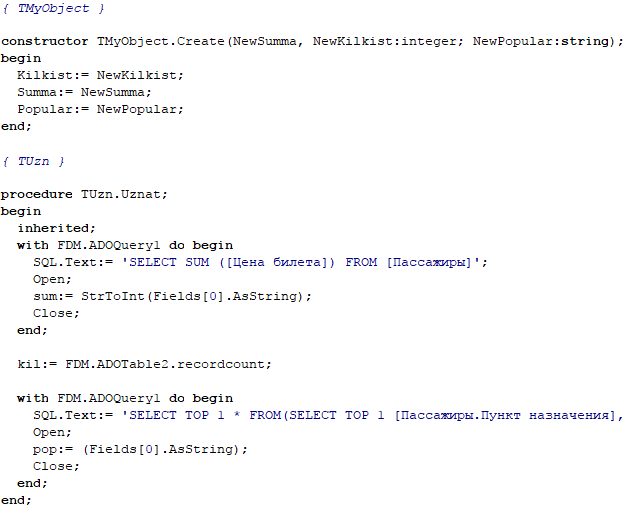 { TMyObject }
constructor TMyObject.Create(NewSumma, NewKilkist:integer; NewPopular:string);
begin
Kilkist:= NewKilkist;
Summa:= NewSumma;
Popular:= NewPopular;
end;
{ TUzn }
procedure TUzn.Uznat;
begin
inherited;
with FDM.ADOQuery1 do begin
SQL.Text:= 'SELECT SUM ([Цена билета]) FROM [Пассажиры]';
Open;
sum:= StrToInt(Fields[0].AsString);
Close;
end;
kil:= FDM.ADOTable2.recordcount;
with FDM.ADOQuery1 do begin
SQL.Text:= 'SELECT TOP 1 * FROM(SELECT TOP 1 [Пассажиры.Пункт назначения],
Open;
pop:= (Fields[0].AsString);
Close;
end;
end;